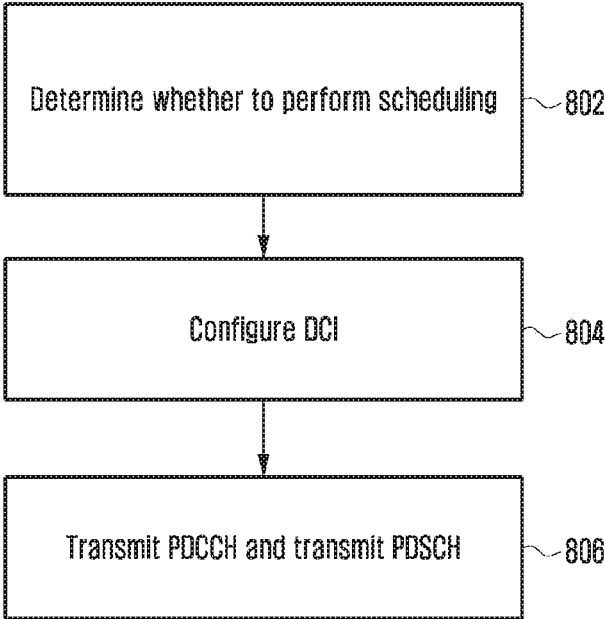 Determine whether to perform scheduling
802
Configure DCI
804
Transmit PDCCH and transmit PDSCH
806